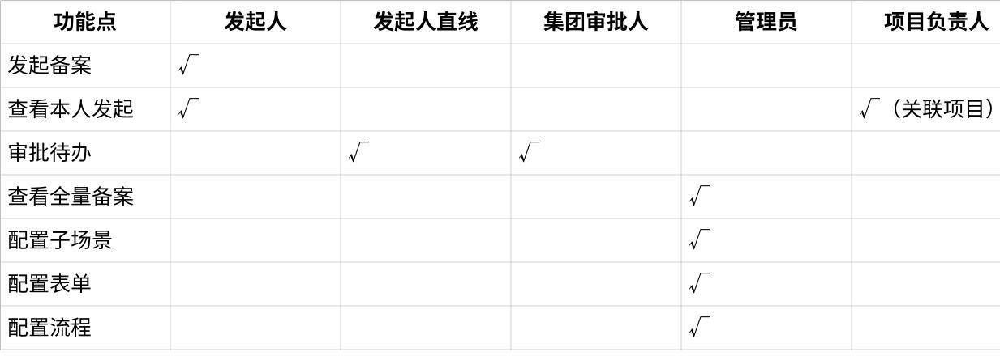 功能点 发起人 发起人直线 集团审批人 管理员 项目负责人
发起备案 √
查看本人发起 √ √（关联项目）
审批待办 √ √
查看全量备案 √
配置子场景 √
配置表单 √
配置流程 √